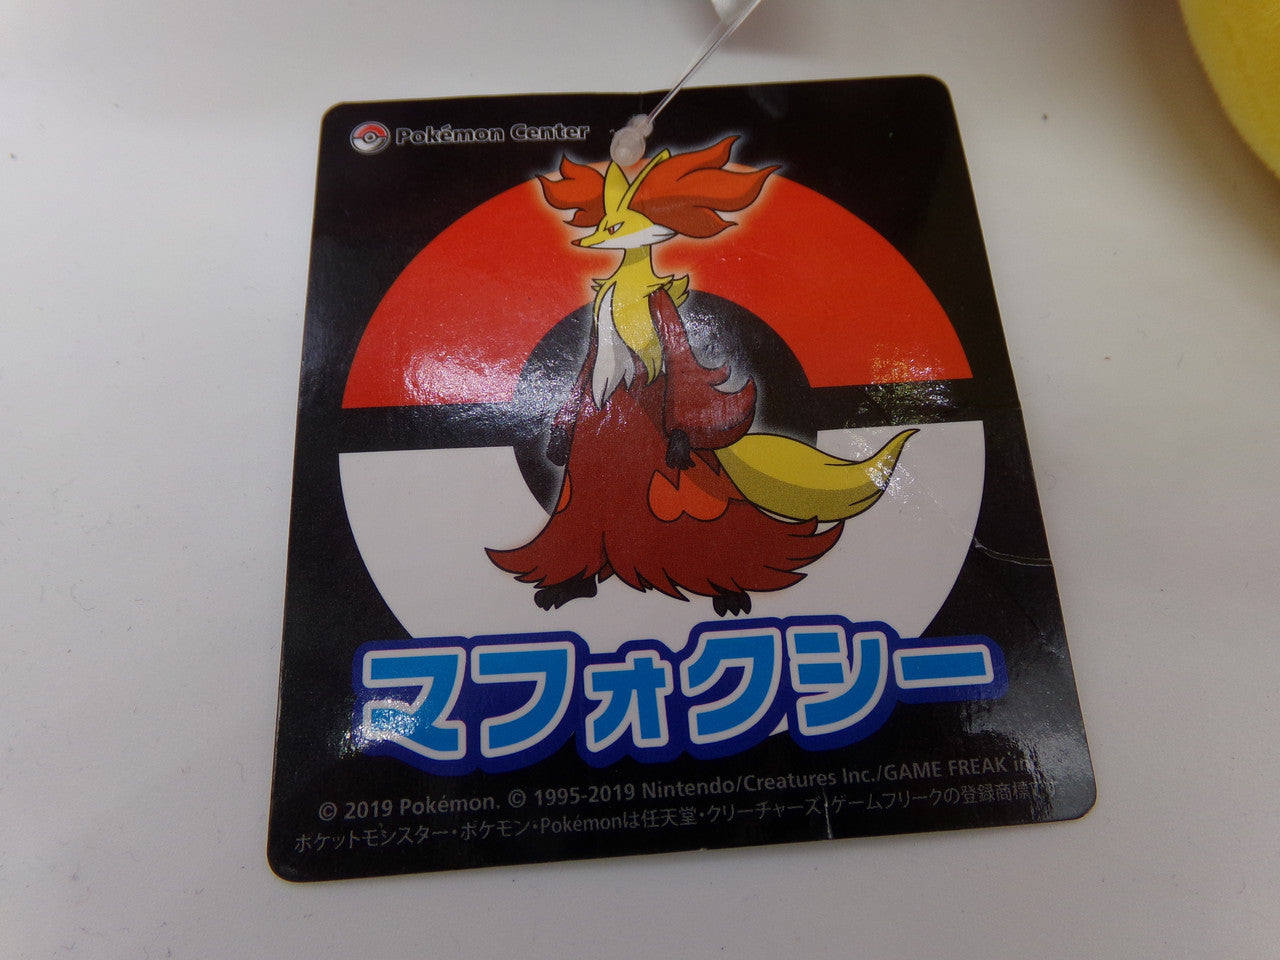 Pokémon Center
マフォクシー
© 2019 Pokémon. © 1995-2019 Nintendo/Creatures Inc./GAME FREAK inc.
ポケットモンスター・ポケモン・Pokémonは任天堂・クリーチャーズ・ゲームフリークの登録商標です